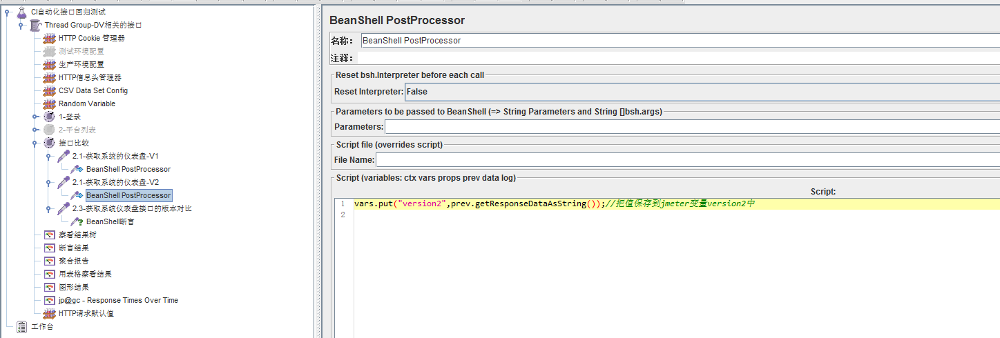 CI自动化接口回归测试
Thread Group-DV相关的接口
HTTP Cookie 管理器
测试环境配置
生产环境配置
HTTP信息头管理器
CSV Data Set Config
Random Variable
1-登录
2-平台列表
接口比较
2.1-获取系统的仪表盘-V1
BeanShell PostProcessor
2.1-获取系统的仪表盘-V2
BeanShell PostProcessor
2.3-获取系统仪表盘接口的版本对比
BeanShell断言
察看结果树
断言结果
聚合报告
用表格察看结果
图形结果
jp@gc - Response Times Over Time
HTTP请求默认值
工作台
BeanShell PostProcessor
名称: BeanShell PostProcessor
注释:
Reset bsh.Interpreter before each call
Reset Interpreter: False
Parameters to be passed to BeanShell (=> String Parameters and String []bsh.args)
Parameters:
Script file (overrides script)
File Name:
Script (variables: ctx vars props prev data log)
Script:
1 vars.put("version2",prev.getResponseDataAsString());//把值保存到jmeter变量version2中
2